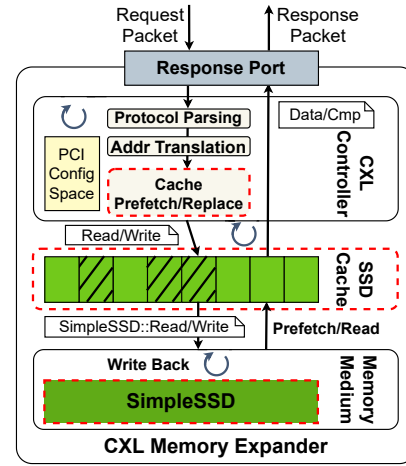 Request
Packet
Response
Packet
Response Port
Protocol Parsing
Addr Translation
Cache
Prefetch/Replace
PCI
Config
Space
Data/Cmp
CXL
Controller
Read/Write
SSD
Cache
SimpleSSD::Read/Write
Prefetch/Read
Write Back
SimpleSSD
Memory
Medium
CXL Memory Expander